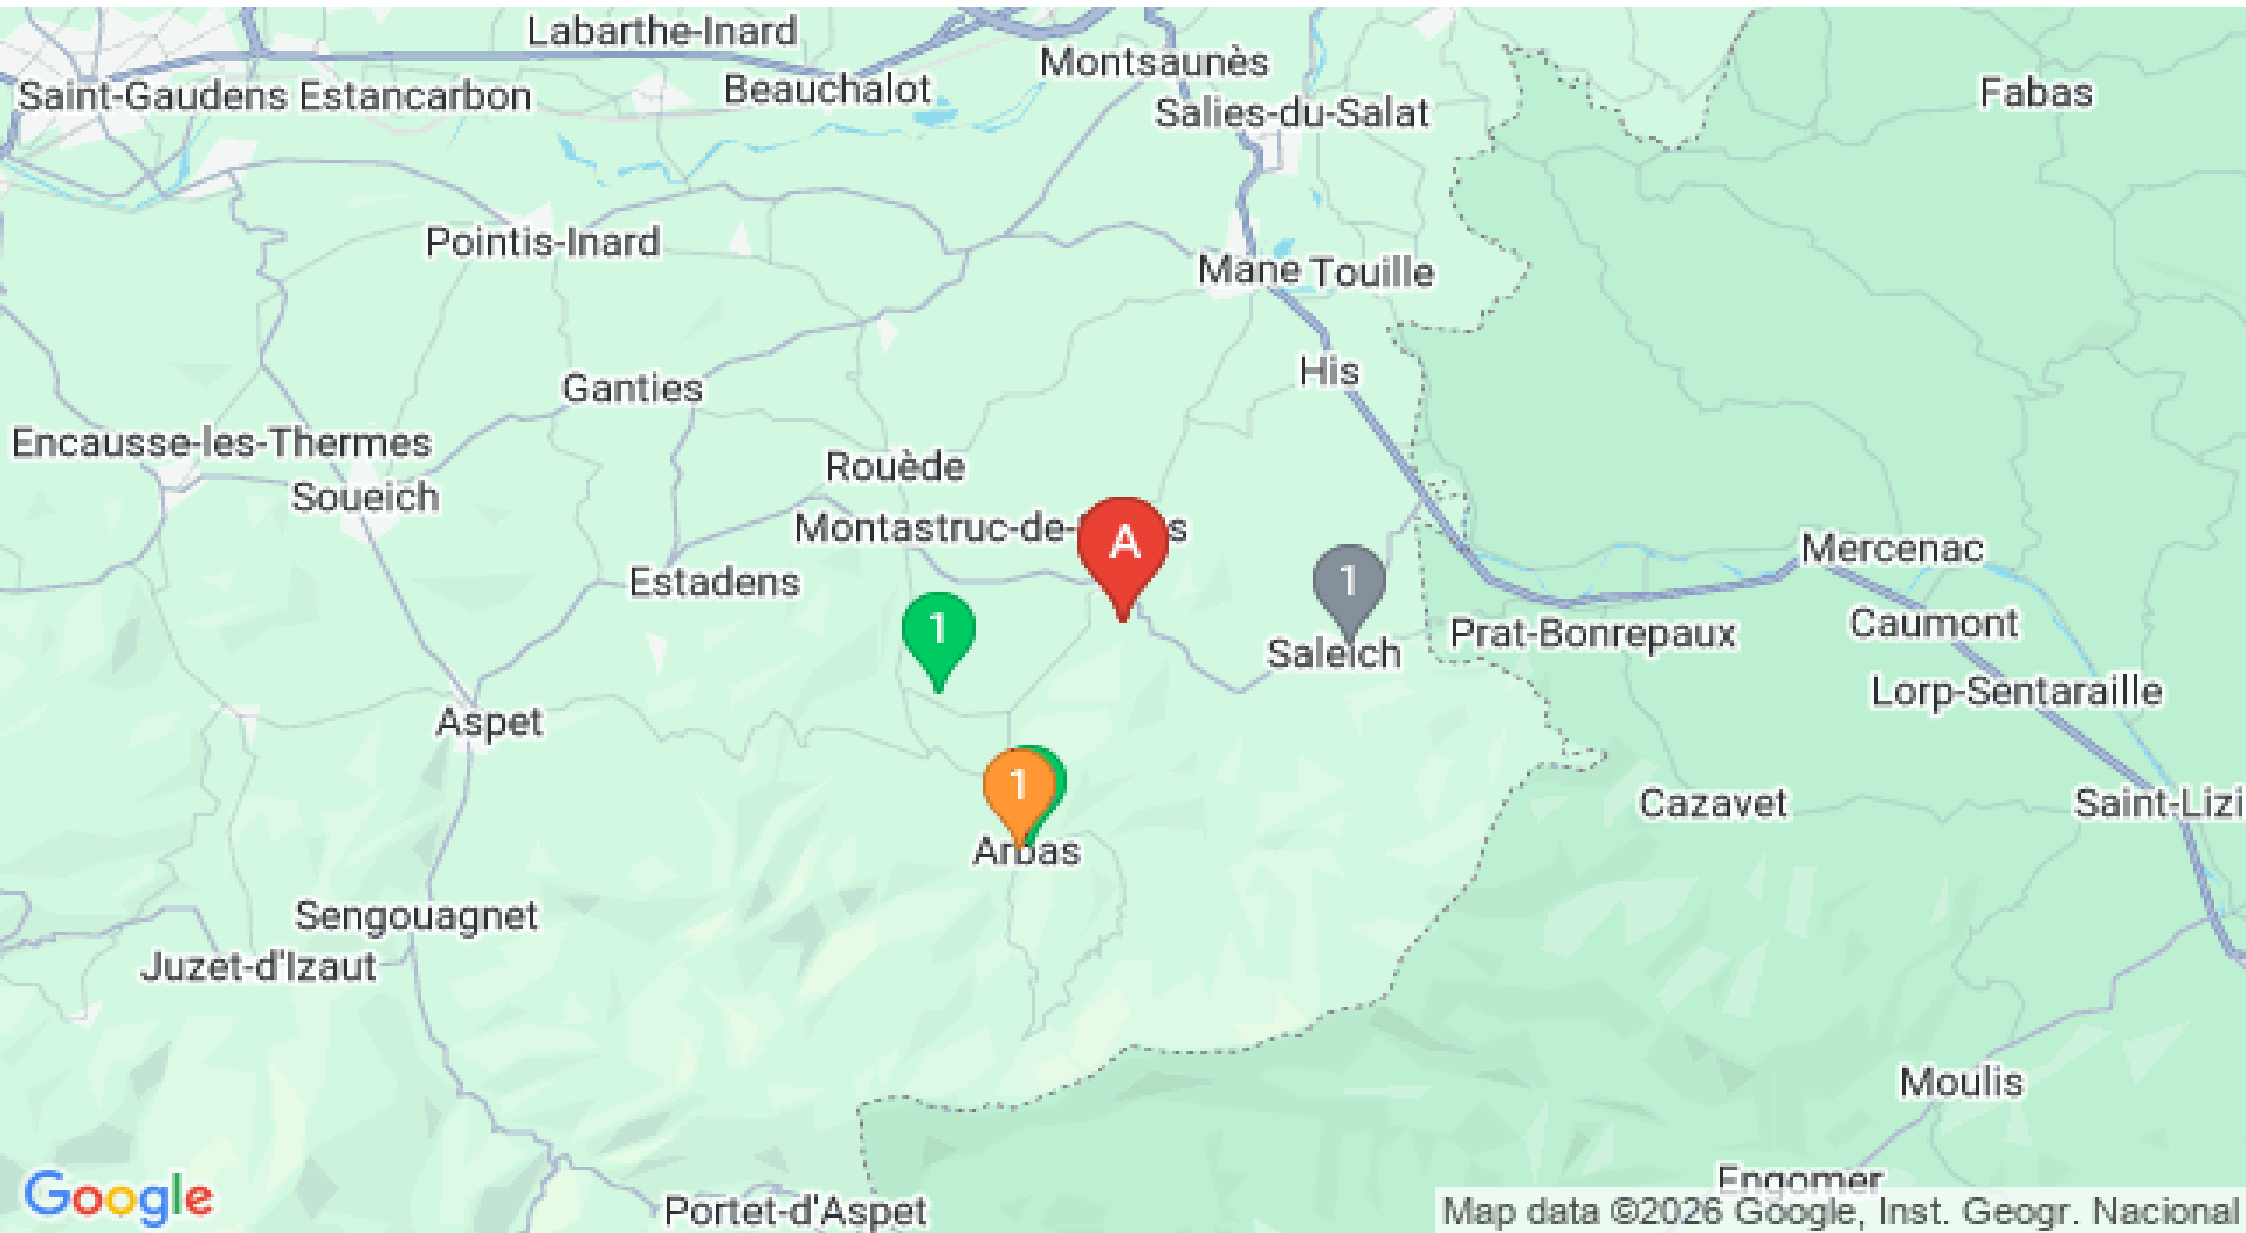 Labarthe-Inard
Montsaunès
Beauchalot
Fabas
Saint-Gaudens
Estancarbon
Salies-du-Salat
Pointis-Inard
Mane
Touille
His
Ganties
Encausse-les-Thermes
Rouède
Soueich
Montastruc-de-
s
A
Mercenac
Estadens
1
1
Saleich
Prat-Bonrepaux
Caumont
Lorp-Sentaraille
Aspet
1
Cazavet
Saint-Lizi
Arbas
Sengouagnet
Juzet-d'Izaut
Moulis
Engomer
Google
Portet-d'Aspet
Map data ©2026 Google, Inst. Geogr. Nacional